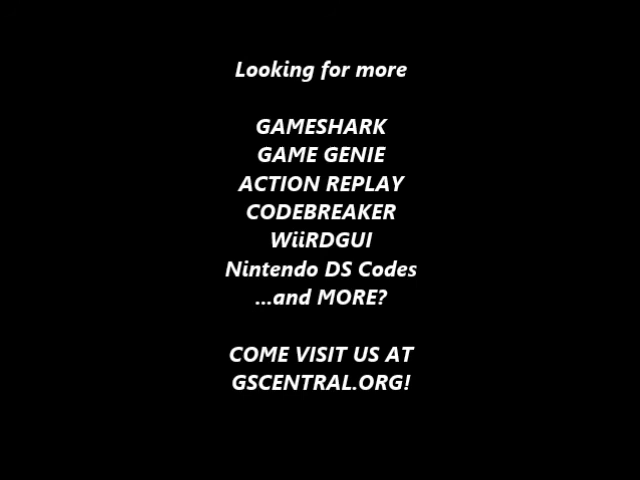 Looking for more
GAMESHARK
GAME GENIE
ACTION REPLAY
CODEBREAKER
WiiRDGUI
Nintendo DS Codes
...and MORE?
COME VISIT US AT
GSCENTRAL.ORG!